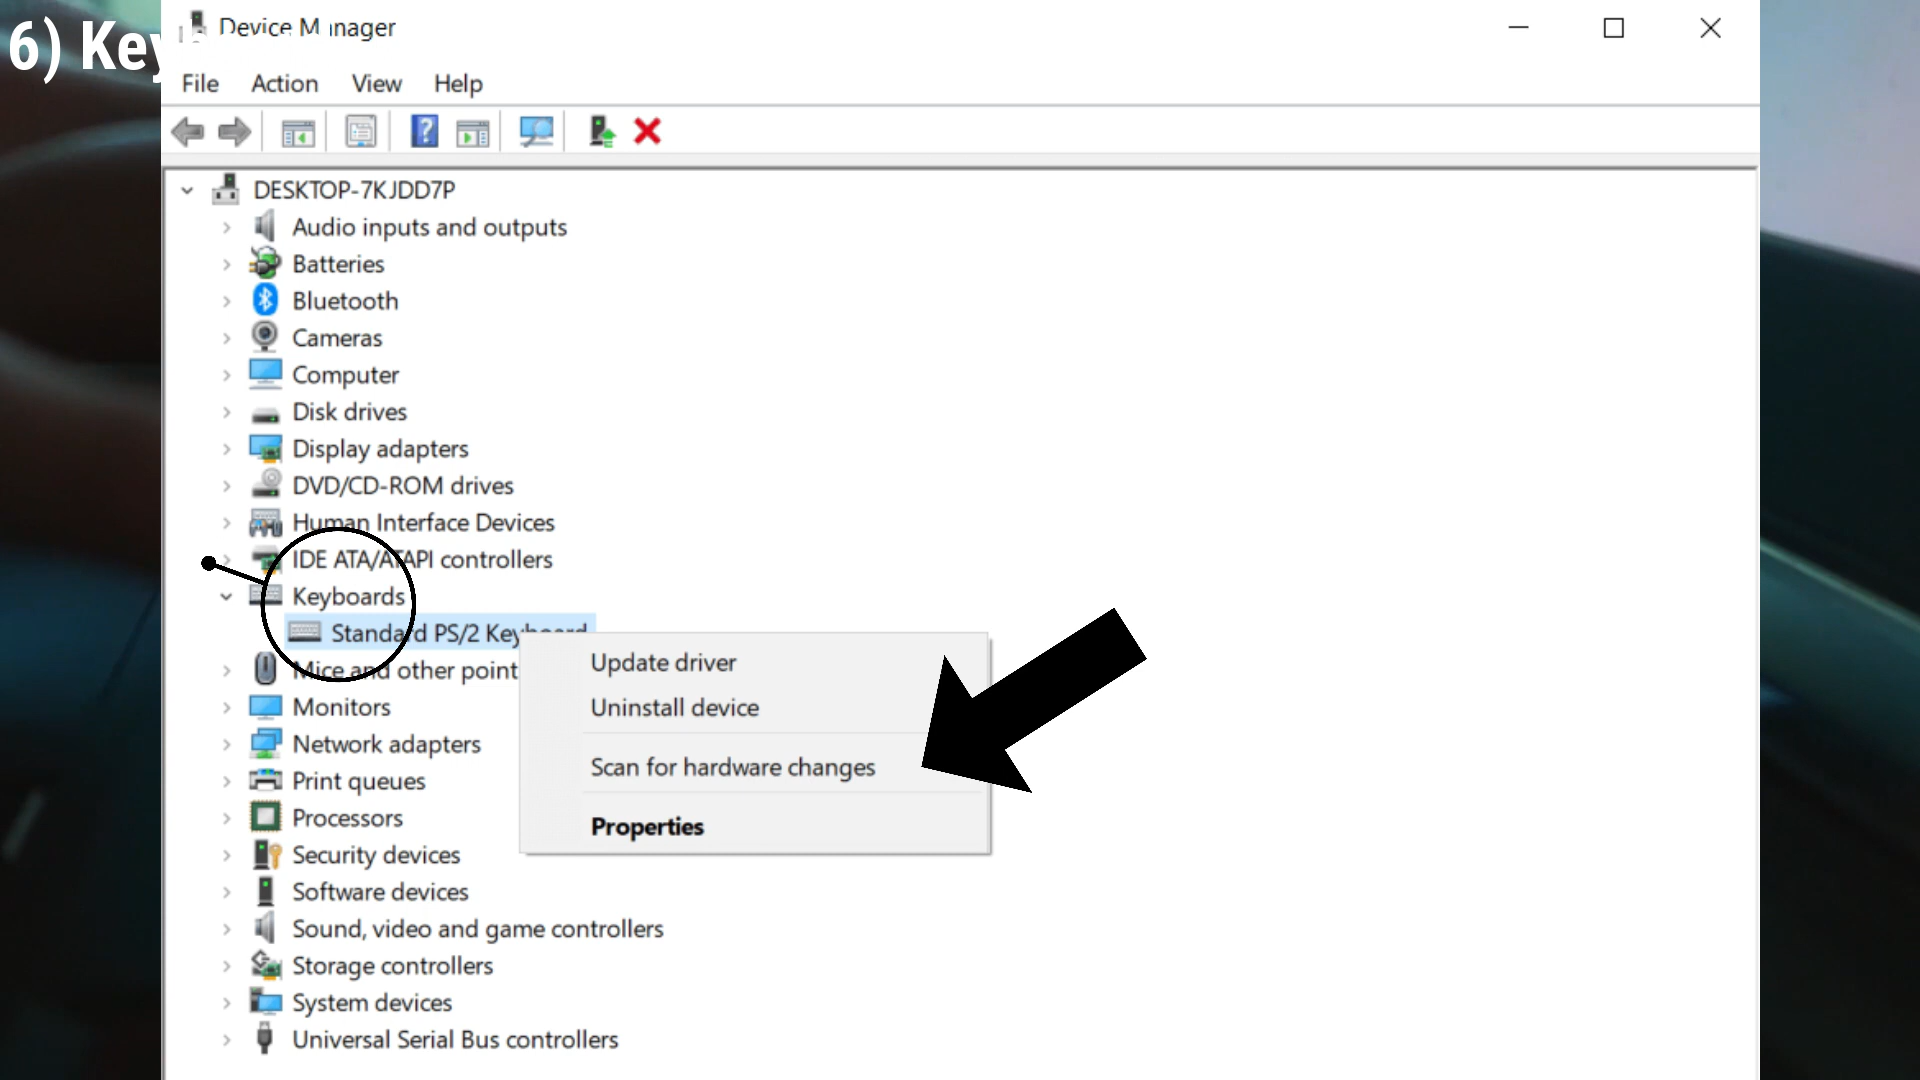 6) Key
Device Manager
File Action View Help
DESKTOP-7KJDD7P
Audio inputs and outputs
Batteries
Bluetooth
Cameras
Computer
Disk drives
Display adapters
DVD/CD-ROM drives
Human Interface Devices
IDE ATA/ATAPI controllers
Keyboards
Standard PS/2 Keyboard
Mice and other point
Update driver
Uninstall device
Scan for hardware changes
Properties
Monitors
Network adapters
Print queues
Processors
Security devices
Software devices
Sound, video and game controllers
Storage controllers
System devices
Universal Serial Bus controllers